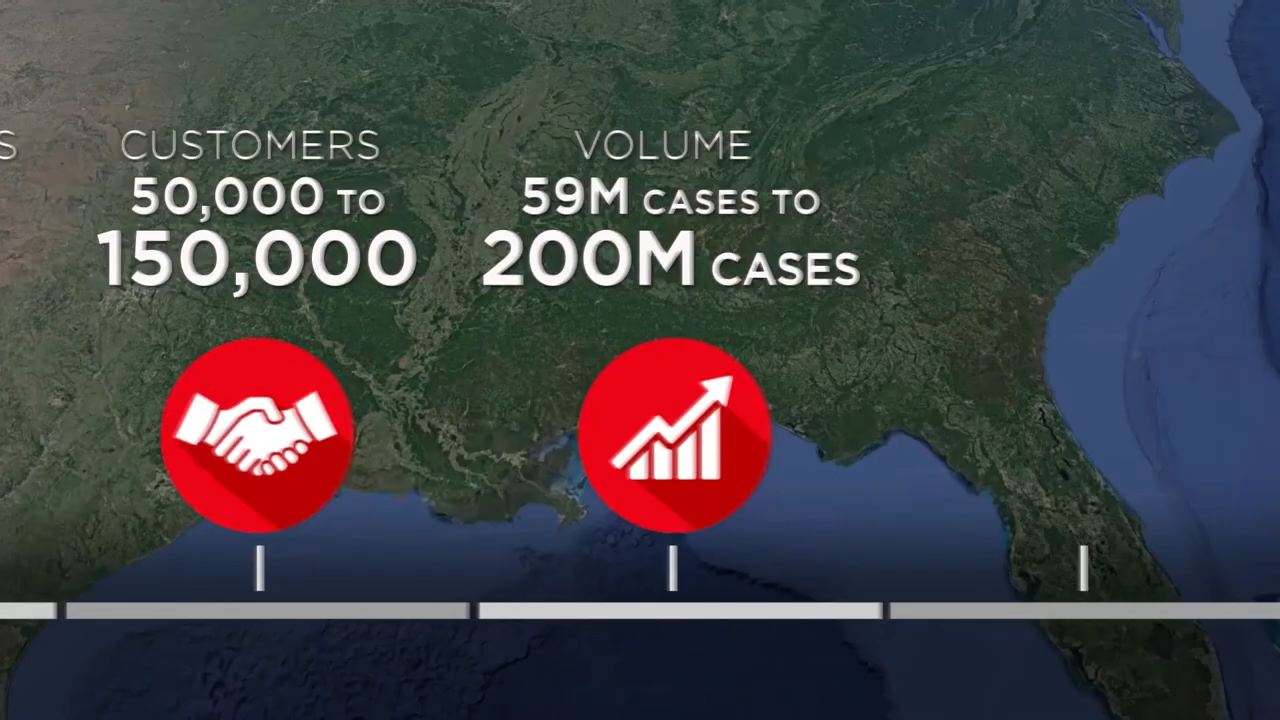 S
CUSTOMERS
50,000 TO
150,000
VOLUME
59M CASES TO
200M CASES